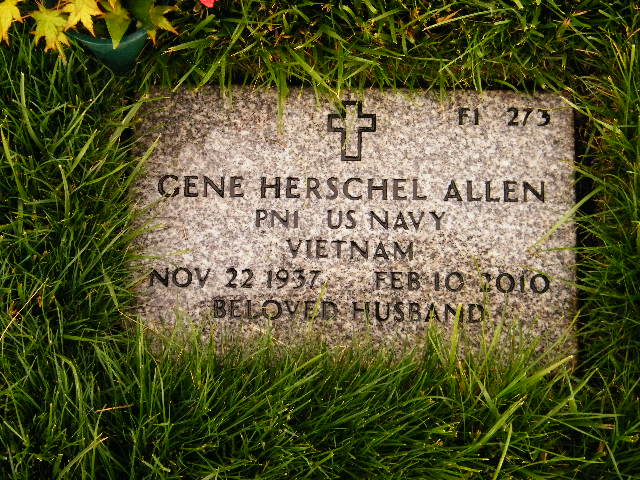 F1 273
GENE HERSCHEL ALLEN
PN1 US NAVY
VIETNAM
NOV 22 1937 FEB 10 2010
BELOVED HUSBAND